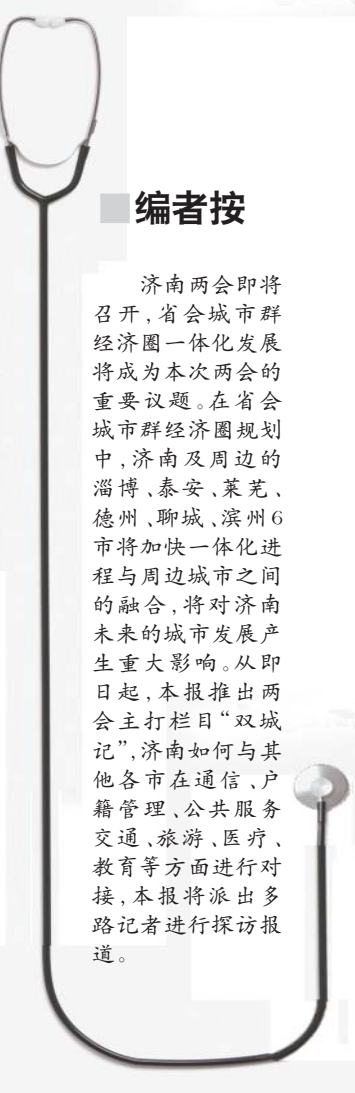 编者按
济南两会即将
召开,省会城市群
经济圈一体化发展
将成为本次两会的
重要议题。在省会
城市群经济圈规划
中,济南及周边的
淄博、泰安、莱芜、
德州、聊城、滨州6
市将加快一体化进
程与周边城市之间
的融合,将对济南
未来的城市发展产
生重大影响。从即
日起,本报推出两
会主打栏目“双城
记”,济南如何与其
他各市在通信、户
籍管理、公共服务
交通、旅游、医疗、
教育等方面进行对
接,本报将派出多
路记者进行探访报
道。